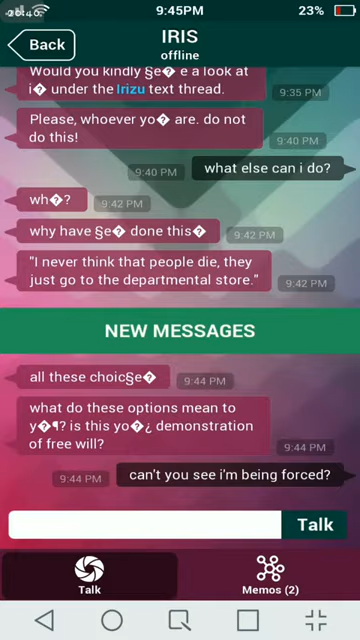 9:45PM
23%
Back
IRIS
offline
Would you kindly §e� e a look at
i� under the Irizu text thread.
9:35 PM
Please, whoever yo� are. do not
do this!
9:40 PM
9:40 PM
what else can i do?
wh�?
9:42 PM
why have §e� done this�
9:42 PM
"I never think that people die, they
just go to the departmental store."
9:42 PM
NEW MESSAGES
all these choic§e�
9:44 PM
what do these options mean to
y�¶? is this yo�¿ demonstration
of free will?
9:44 PM
9:44 PM
can't you see i'm being forced?
Talk
Talk
Memos (2)